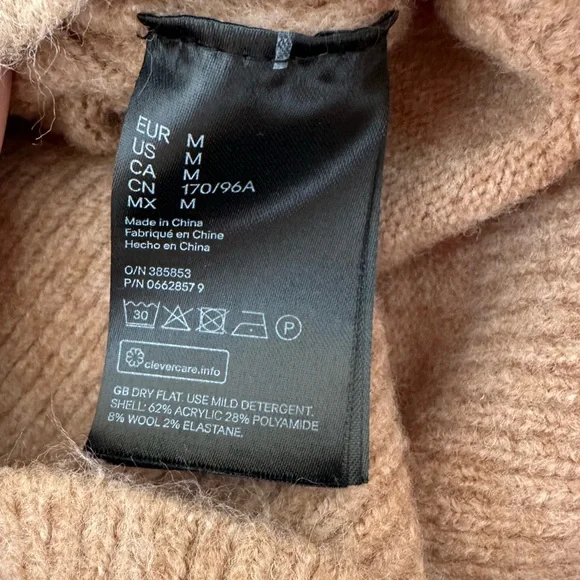 EUR M
US M
CA M
CN 170/96A
MX M
Made in China
Fabriqué en Chine
Hecho en China
O/N 385853
P/N 0662857 9
30
P
clevercare.info
GB DRY FLAT. USE MILD DETERGENT.
SHELL: 62% ACRYLIC 28% POLYAMIDE
8% WOOL 2% ELASTANE.